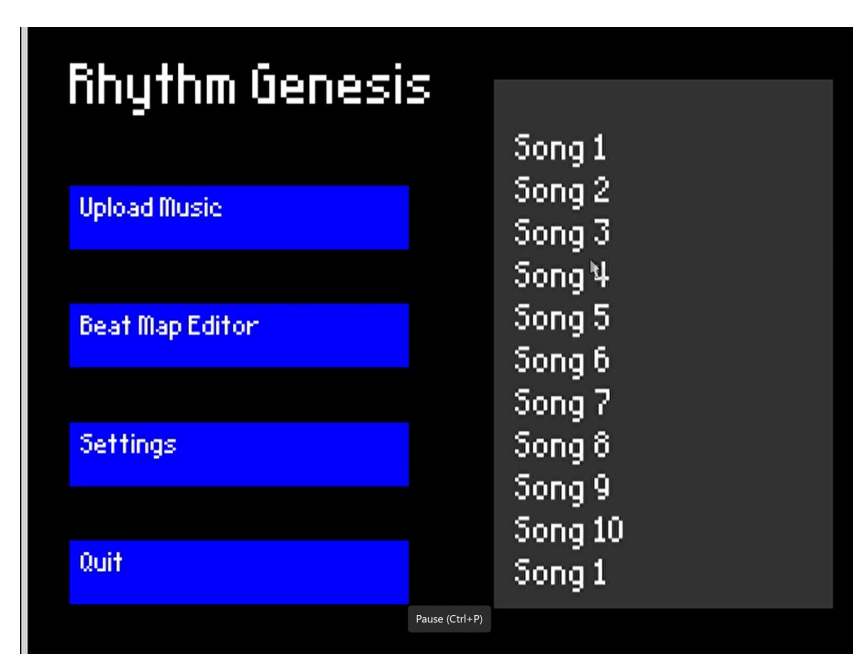 Rhythm Genesis
Upload Music
Beat Map Editor
Settings
Quit
Song 1
Song 2
Song 3
Song 4
Song 5
Song 6
Song 7
Song 8
Song 9
Song 10
Song 1
Pause (Ctrl+P)